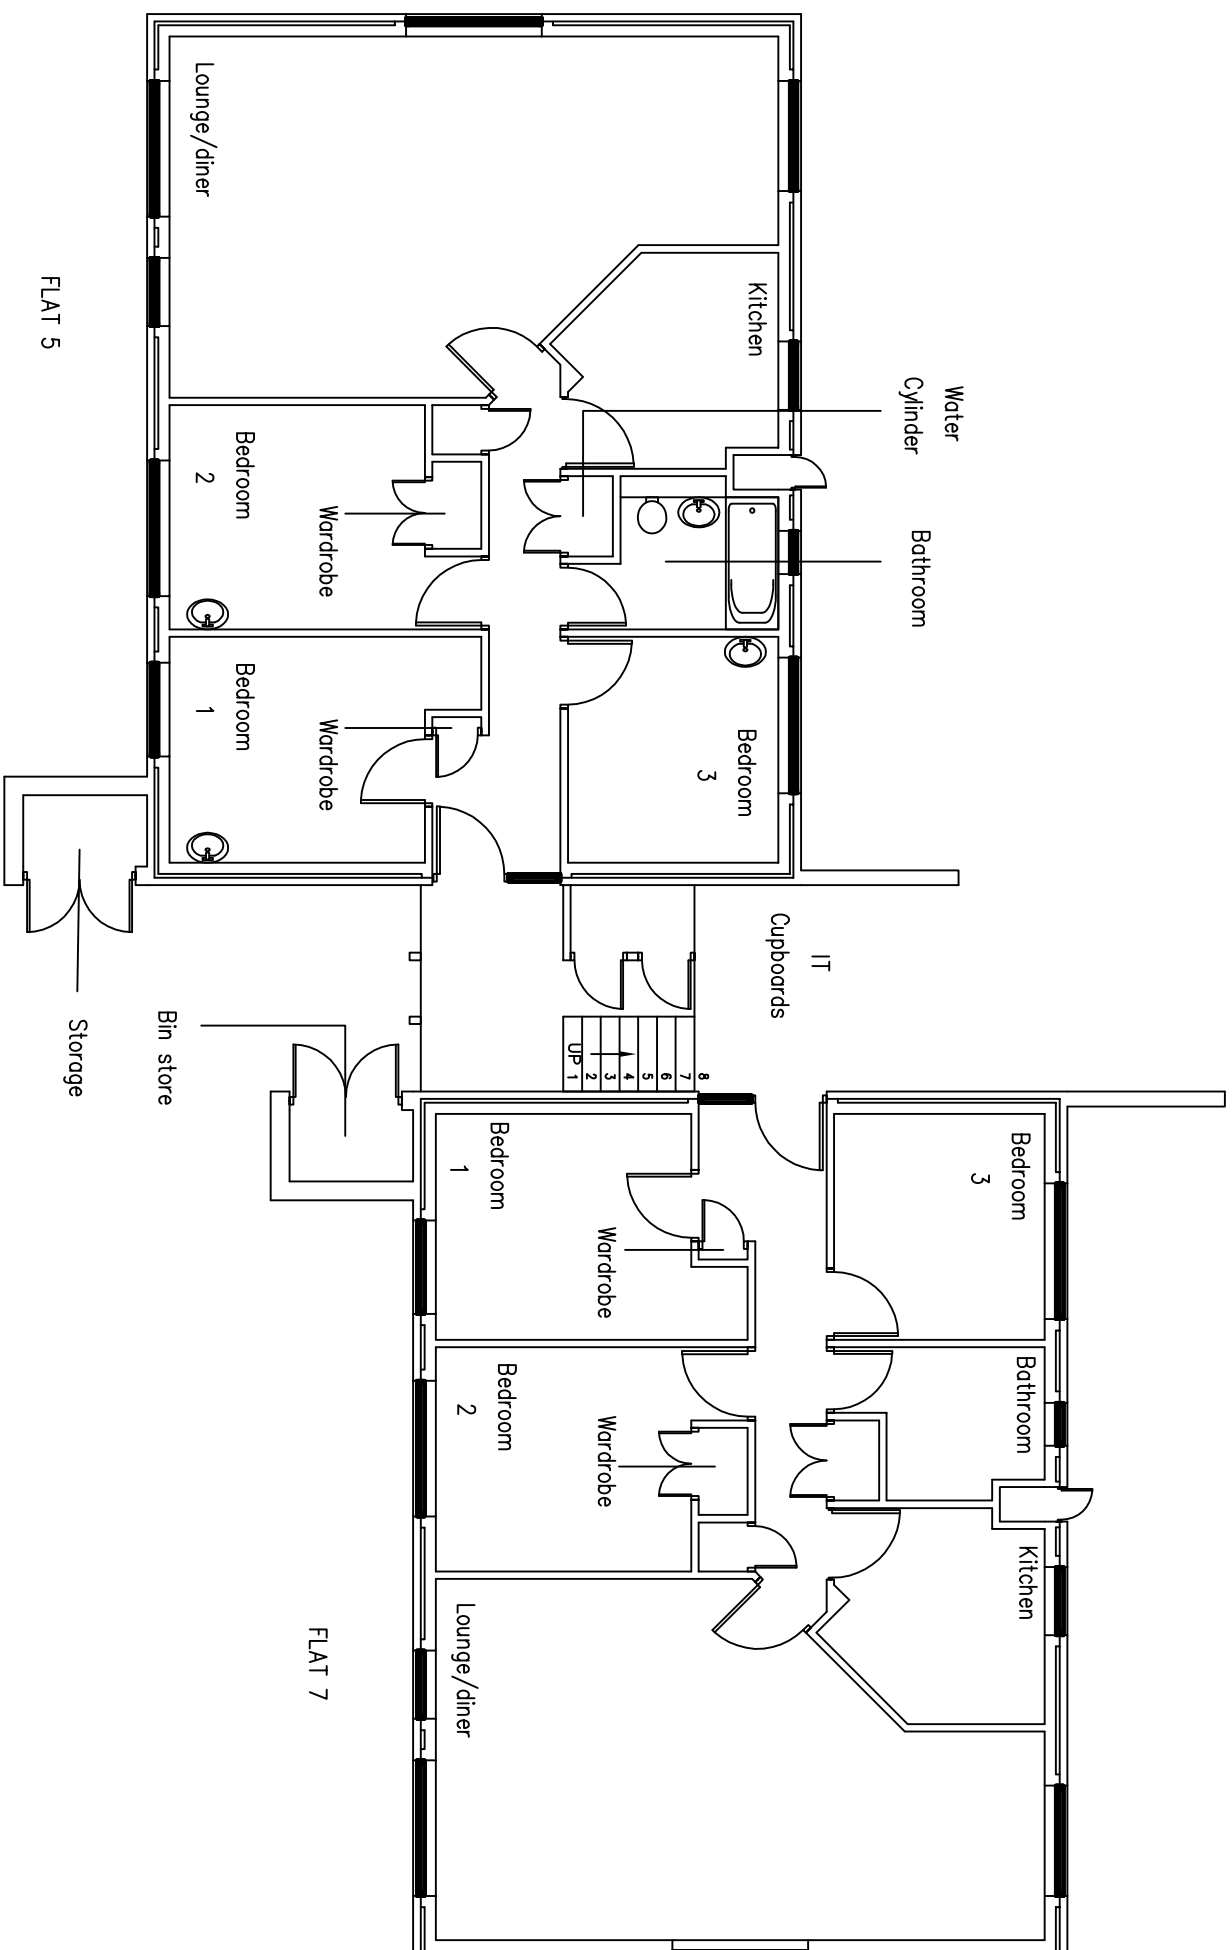 Water
Cylinder
Bathroom
IT
Cupboards
Kitchen
Bedroom
3
Lounge/diner
Bedroom
2
Wardrobe
Bedroom
1
Wardrobe
FLAT 5
Storage
Bin store
UP 1
2
3
4
5
6
7
8
Bedroom
3
Bathroom
Kitchen
Bedroom
1
Wardrobe
Bedroom
2
Wardrobe
Lounge/diner
FLAT 7